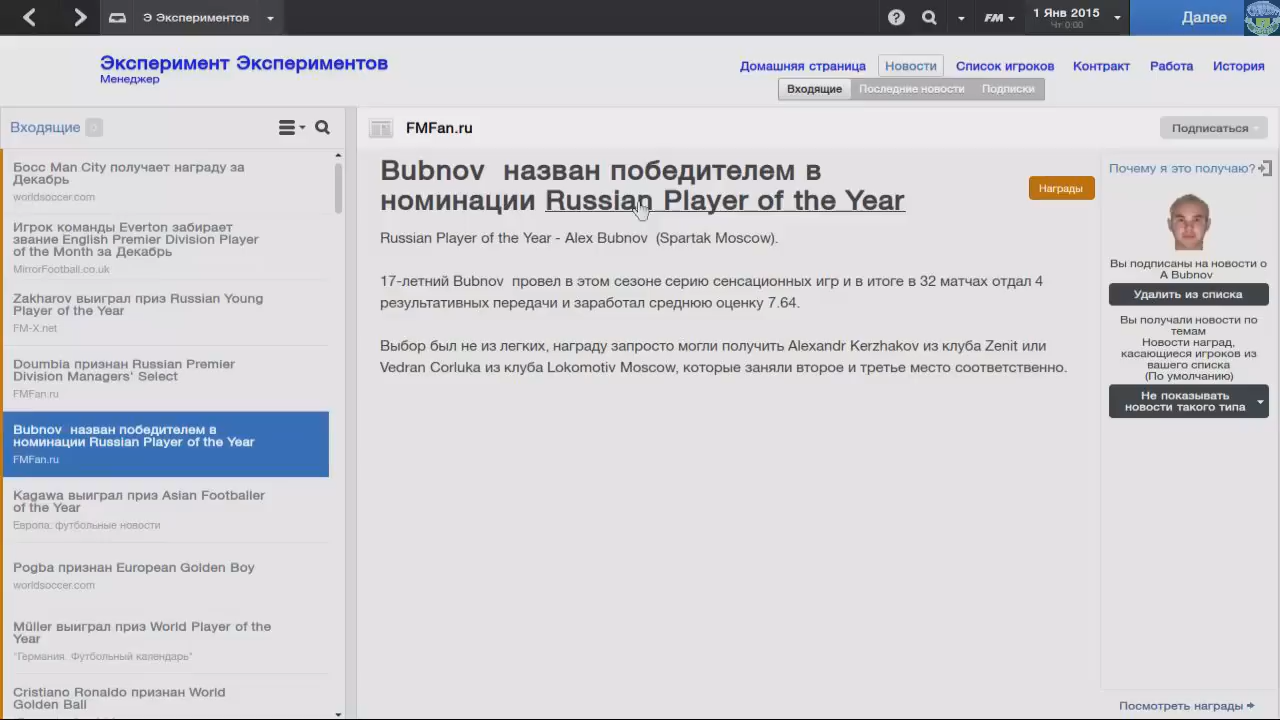 Э Экспериментов
FM
1 Янв 2015
Чт 0:00
Далее
Эксперимент Экспериментов
Менеджер
Домашняя страница
Новости
Список игроков
Контракт
Работа
История
Входящие
Последние новости
Подписки
Входящие 0
FMFan.ru
Подписаться
Босс Man City получает награду за
Декабрь
worldsoccer.com
Игрок команды Everton забирает
звание English Premier Division Player
of the Month за Декабрь
MirrorFootball.co.uk
Zakharov выиграл приз Russian Young
Player of the Year
FM-X.net
Doumbia признан Russian Premier
Division Managers' Select
FMFan.ru
Bubnov назван победителем в
номинации Russian Player of the Year
FMFan.ru
Kagawa выиграл приз Asian Footballer
of the Year
Европа: футбольные новости
Pogba признан European Golden Boy
worldsoccer.com
Müller выиграл приз World Player of the
Year
"Германия. Футбольный календарь"
Cristiano Ronaldo признан World
Golden Ball
Bubnov назван победителем в
номинации Russian Player of the Year
Награды
Russian Player of the Year - Alex Bubnov (Spartak Moscow).
17-летний Bubnov провел в этом сезоне серию сенсационных игр и в итоге в 32 матчах отдал 4
результативных передачи и заработал среднюю оценку 7.64.
Выбор был не из легких, награду запросто могли получить Alexandr Kerzhakov из клуба Zenit или
Vedran Corluka из клуба Lokomotiv Moscow, которые заняли второе и третье место соответственно.
Почему я это получаю?
Вы подписаны на новости о
A Bubnov
Удалить из списка
Вы получали новости по
темам
Новости наград,
касающиеся игроков из
вашего списка
(По умолчанию)
Не показывать
новости такого типа
Посмотреть награды